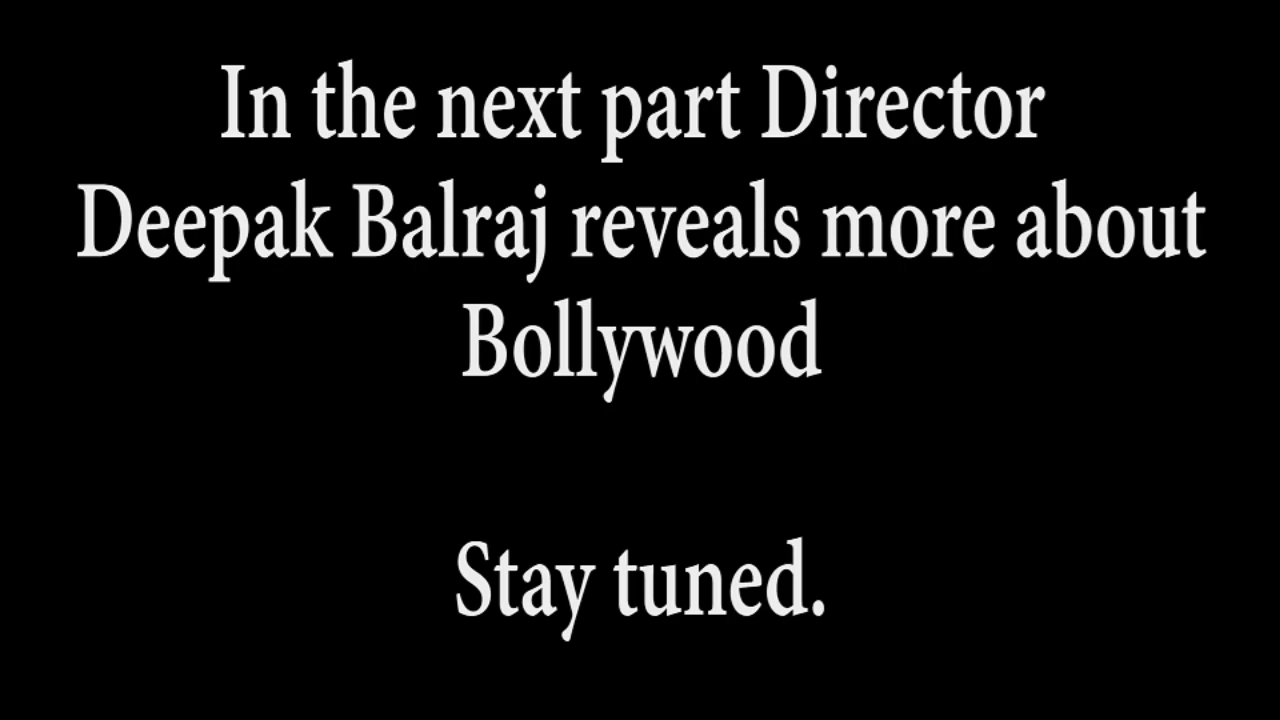 In the next part Director
Deepak Balraj reveals more about
Bollywood
Stay tuned.